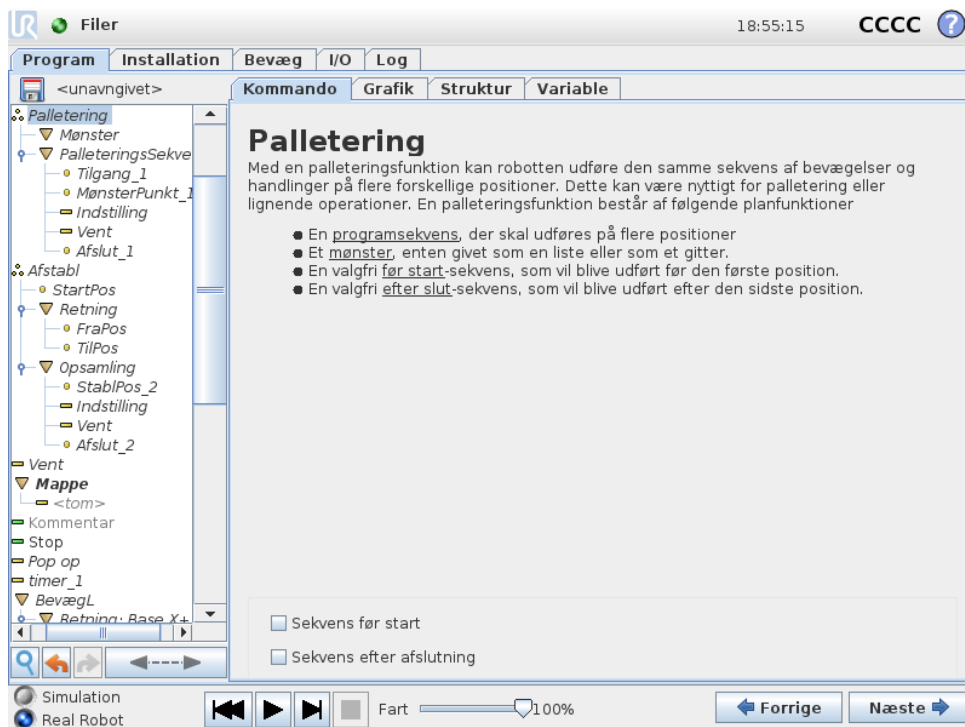 UR Filer 18:55:15 CCCC ?
Program Installation Bevæg I/O Log
<unavngivet>
Kommando Grafik Struktur Variable
Palletering
Mønster
PalleteringsSekve
Tilgang_1
MønsterPunkt_1
Indstilling
Vent
Afslut_1
Afstabl
StartPos
Retning
FraPos
TilPos
Opsamling
StablPos_2
Indstilling
Vent
Afslut_2
Vent
Mappe
<tom>
Kommentar
Stop
Pop op
timer_1
BevægL
Retning: Base X+
Palletering
Med en palleteringsfunktion kan robotten udføre den samme sekvens af bevægelser og
handlinger på flere forskellige positioner. Dette kan være nyttigt for palletering eller
lignende operationer. En palleteringsfunktion består af følgende planfunktioner
En programsekvens, der skal udføres på flere positioner
Et mønster, enten givet som en liste eller som et gitter.
En valgfri før start-sekvens, som vil blive udført før den første position.
En valgfri efter slut-sekvens, som vil blive udført efter den sidste position.
Sekvens før start
Sekvens efter afslutning
Simulation
Real Robot
Fart 100%
Forrige Næste